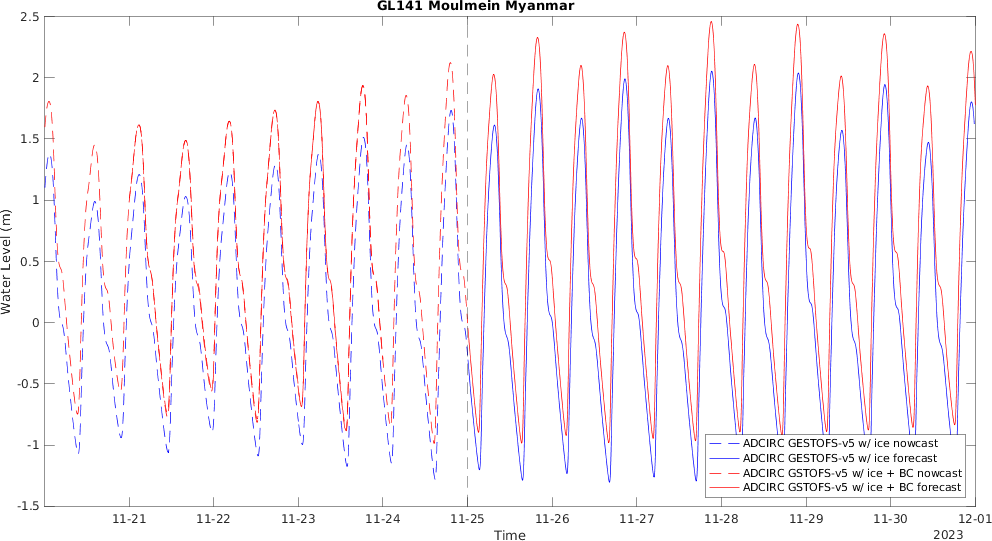 GL141 Moulmein Myanmar
2.5
2
1.5
1
0.5
0
-0.5
-1
-1.5
Water Level (m)
ADCIRC GESTOFS-v5 w/ ice nowcast
ADCIRC GESTOFS-v5 w/ ice forecast
ADCIRC GSTOFS-v5 w/ ice + BC nowcast
ADCIRC GSTOFS-v5 w/ ice + BC forecast
11-21 11-22 11-23 11-24 11-25 11-26 11-27 11-28 11-29 11-30 12-01
Time
2023